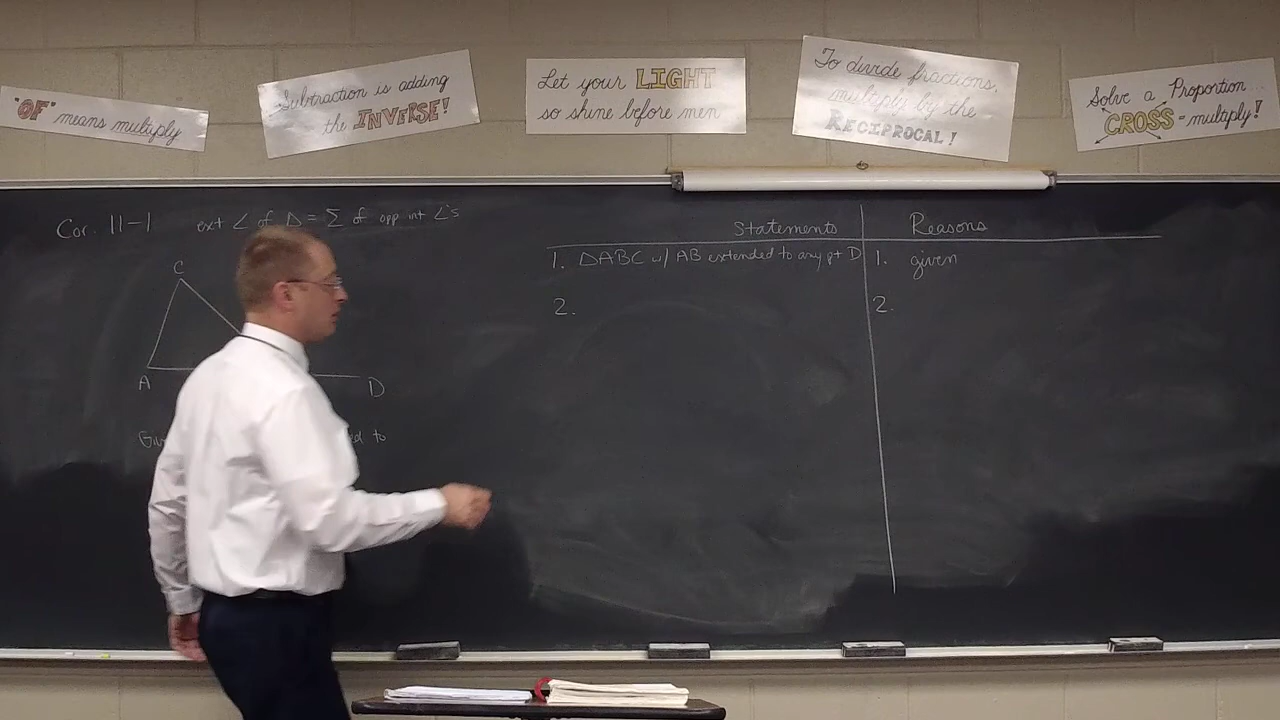 "OF" means multiply
Subtraction is adding
the INVERSE!
Let your LIGHT
so shine before men
To divide fractions,
multiply by the
RECIPROCAL!
Solve a Proportion
CROSS-multiply!
Cor. 11-1 ext ∠ of Δ = Σ of opp int ∠'s
C
A
D
to
Statements Reasons
1. ΔABC w/ AB extended to any pt D 1. given
2. 2.